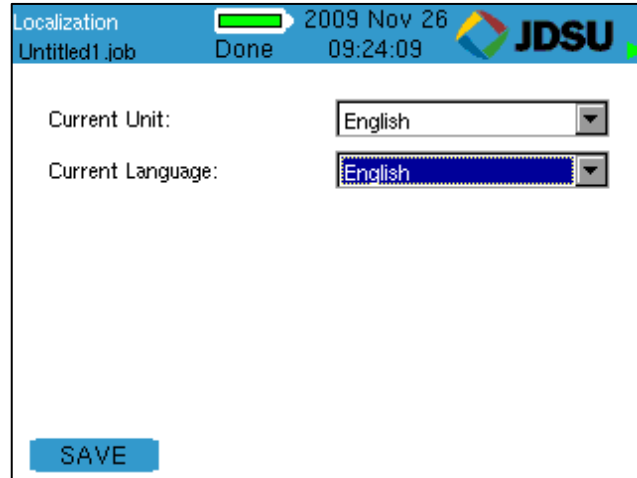 Localization
2009 Nov 26
JDSU
Untitled1.job
Done
09:24:09
Current Unit:
English
Current Language:
English
SAVE